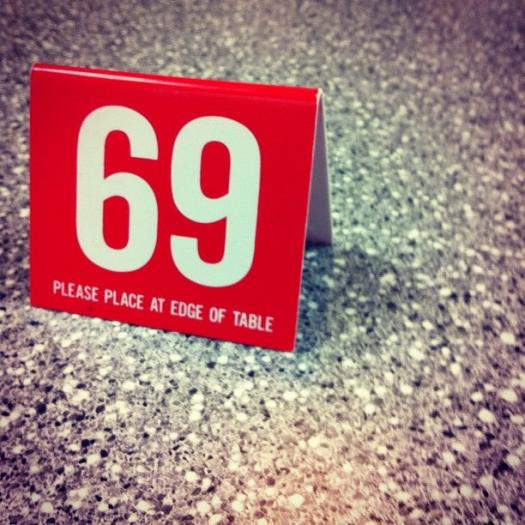 69
PLEASE PLACE AT EDGE OF TABLE